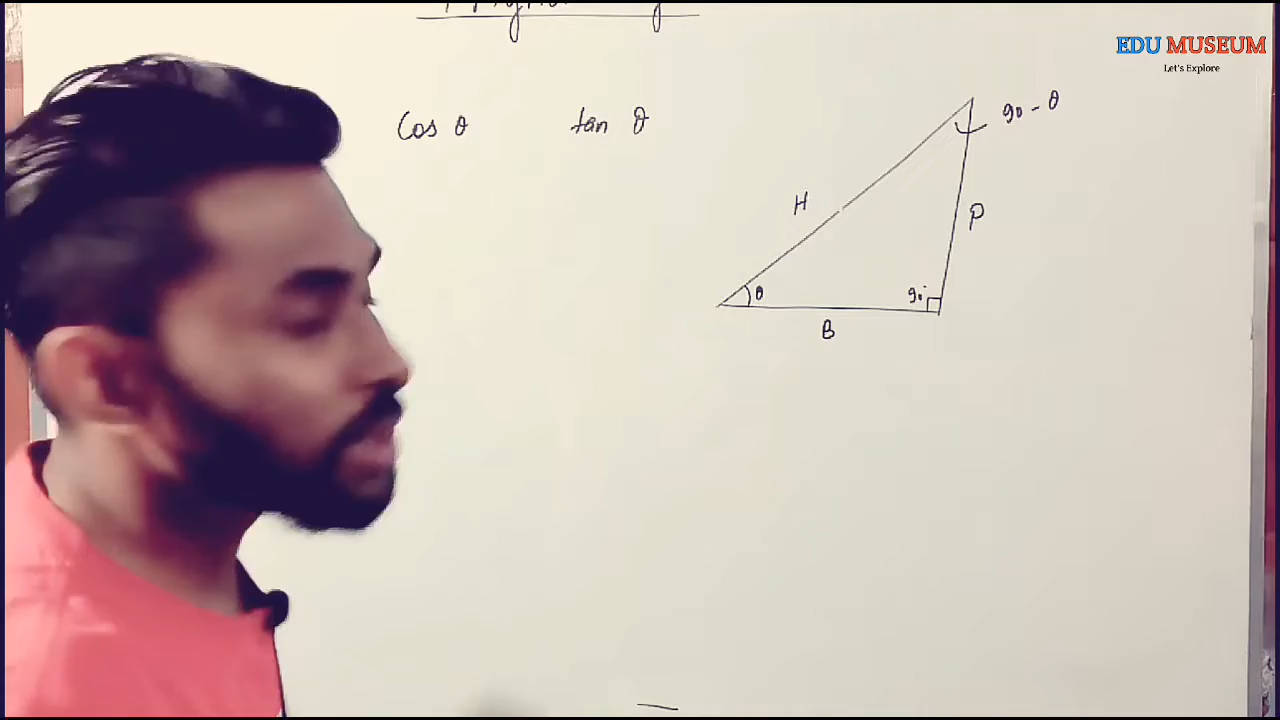 EDU MUSEUM
Let's Explore
Cos θ tan θ
90 - θ
H
P
θ
90°
B